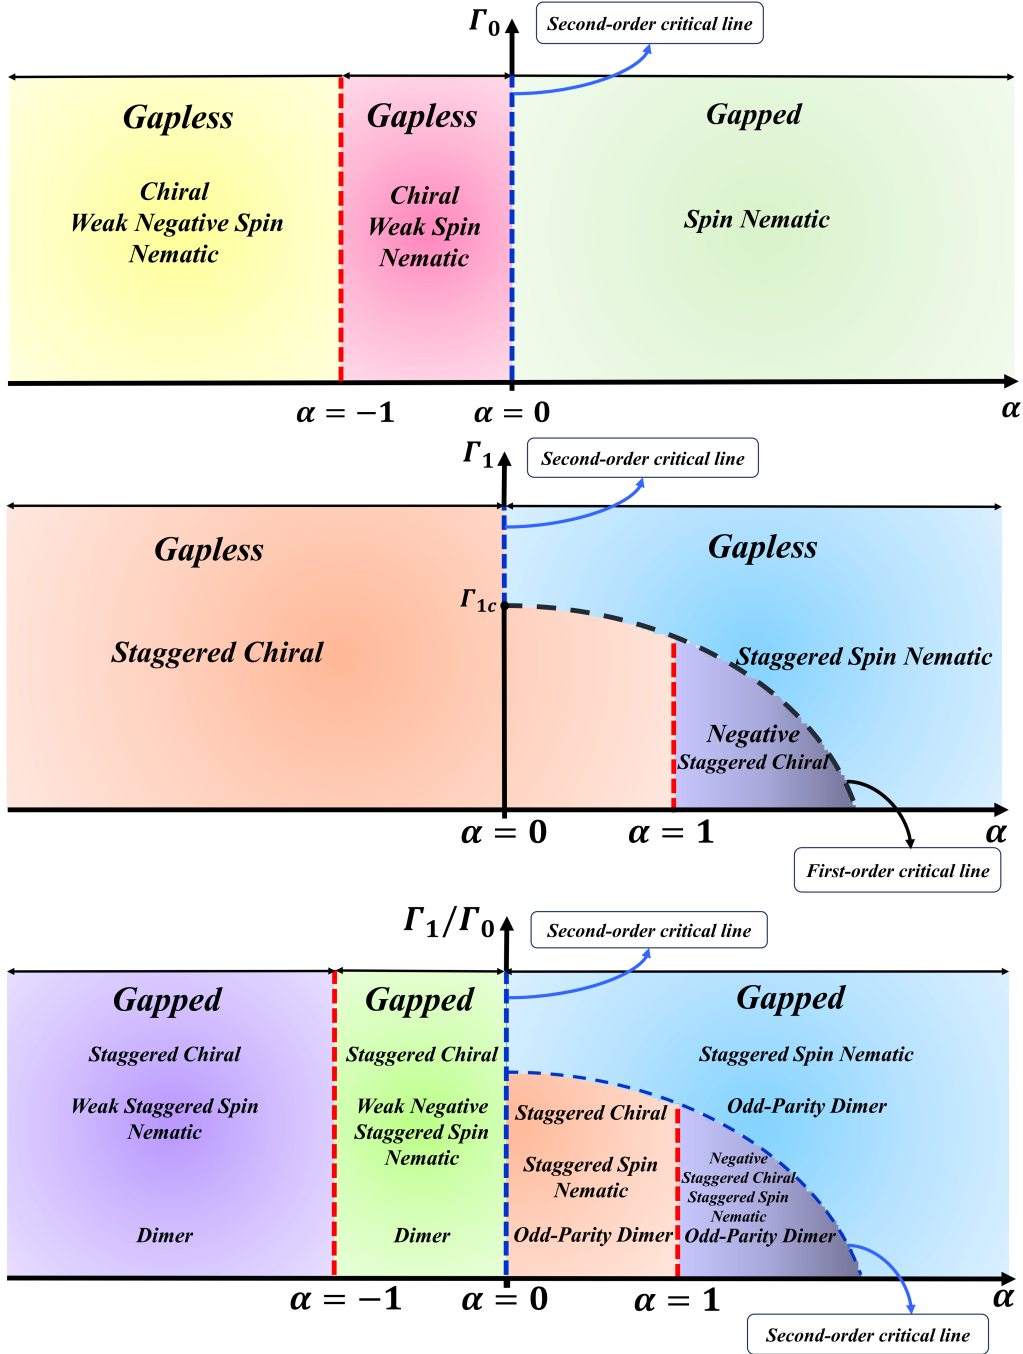 Γ₀
Second-order critical line
Gapless
Gapless
Gapped
Chiral
Weak Negative Spin
Nematic
Chiral
Weak Spin
Nematic
Spin Nematic
α = −1
α = 0
α
Γ₁
Second-order critical line
Gapless
Gapless
Γ₁c
Staggered Chiral
Staggered Spin Nematic
Negative
Staggered Chiral
α = 0
α = 1
α
First-order critical line
Γ₁/Γ₀
Second-order critical line
Gapped
Gapped
Gapped
Staggered Chiral
Staggered Chiral
Staggered Spin Nematic
Weak Staggered Spin
Nematic
Weak Negative
Staggered Spin
Nematic
Odd-Parity Dimer
Staggered Chiral
Staggered Spin
Nematic
Negative
Staggered Chiral
Staggered Spin
Nematic
Dimer
Dimer
Odd-Parity Dimer
Odd-Parity Dimer
α = −1
α = 0
α = 1
α
Second-order critical line